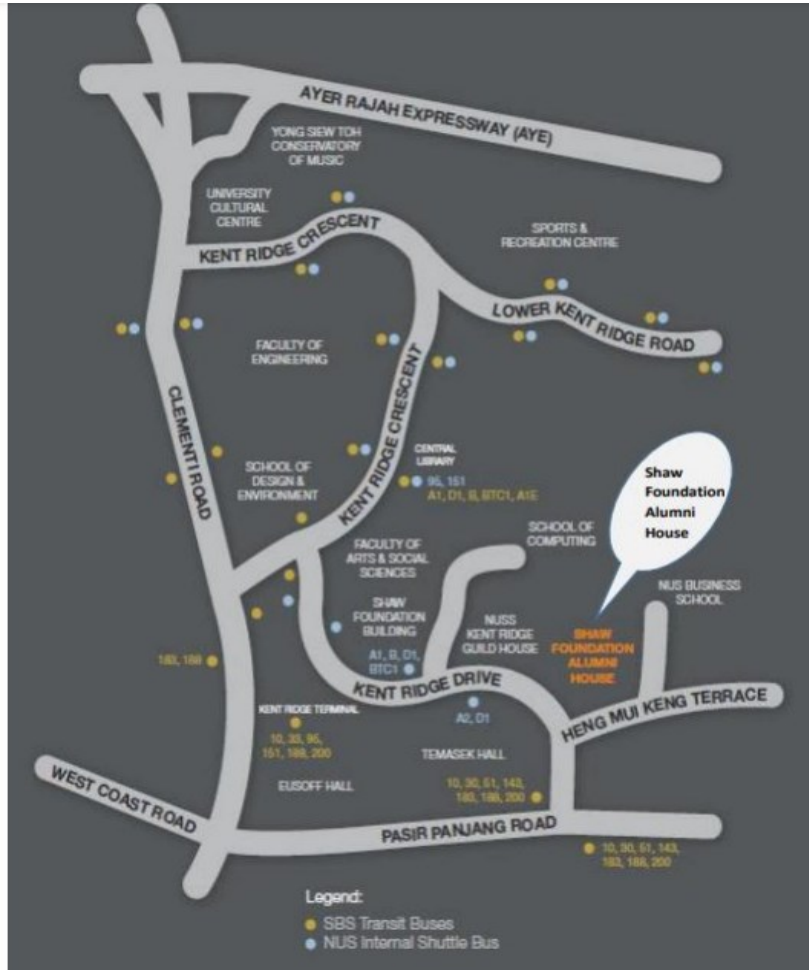 AYER RAJAH EXPRESSWAY (AYE)
YONG SIEW TOH
CONSERVATORY
OF MUSIC
UNIVERSITY
CULTURAL
CENTRE
KENT RIDGE CRESCENT
SPORTS &
RECREATION CENTRE
LOWER KENT RIDGE ROAD
FACULTY OF
ENGINEERING
CLEMENTI ROAD
KENT RIDGE CRESCENT
CENTRAL
LIBRARY
95, 151
A1, D1, B, BTC1, A1E
SCHOOL OF
DESIGN &
ENVIRONMENT
Shaw
Foundation
Alumni
House
SCHOOL OF
COMPUTING
FACULTY OF
ARTS & SOCIAL
SCIENCES
NUS BUSINESS
SCHOOL
SHAW
FOUNDATION
BUILDING
NUSS
KENT RIDGE
GUILD HOUSE
SHAW
FOUNDATION
ALUMNI
HOUSE
183, 188
A1, B, D1,
BTC1
KENT RIDGE DRIVE
A2, D1
HENG MUI KENG TERRACE
KENT RIDGE TERMINAL
10, 33, 95,
151, 188, 200
TEMASEK HALL
EUSOFF HALL
10, 30, 51, 143,
183, 188, 200
WEST COAST ROAD
PASIR PANJANG ROAD
10, 30, 51, 143,
183, 188, 200
Legend:
SBS Transit Buses
NUS Internal Shuttle Bus